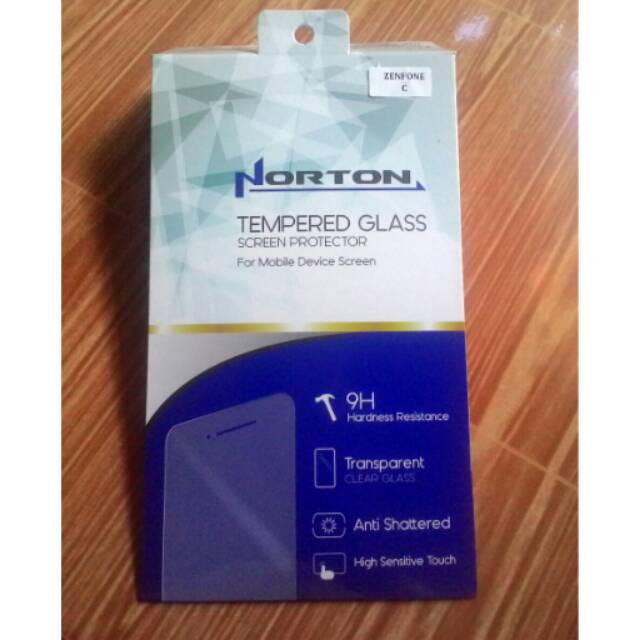 ZENFONE
C
NORTON
TEMPERED GLASS
SCREEN PROTECTOR
For Mobile Device Screen
9H
Hardness Resistance
Transparent
CLEAR GLASS
Anti Shattered
High Sensitive Touch